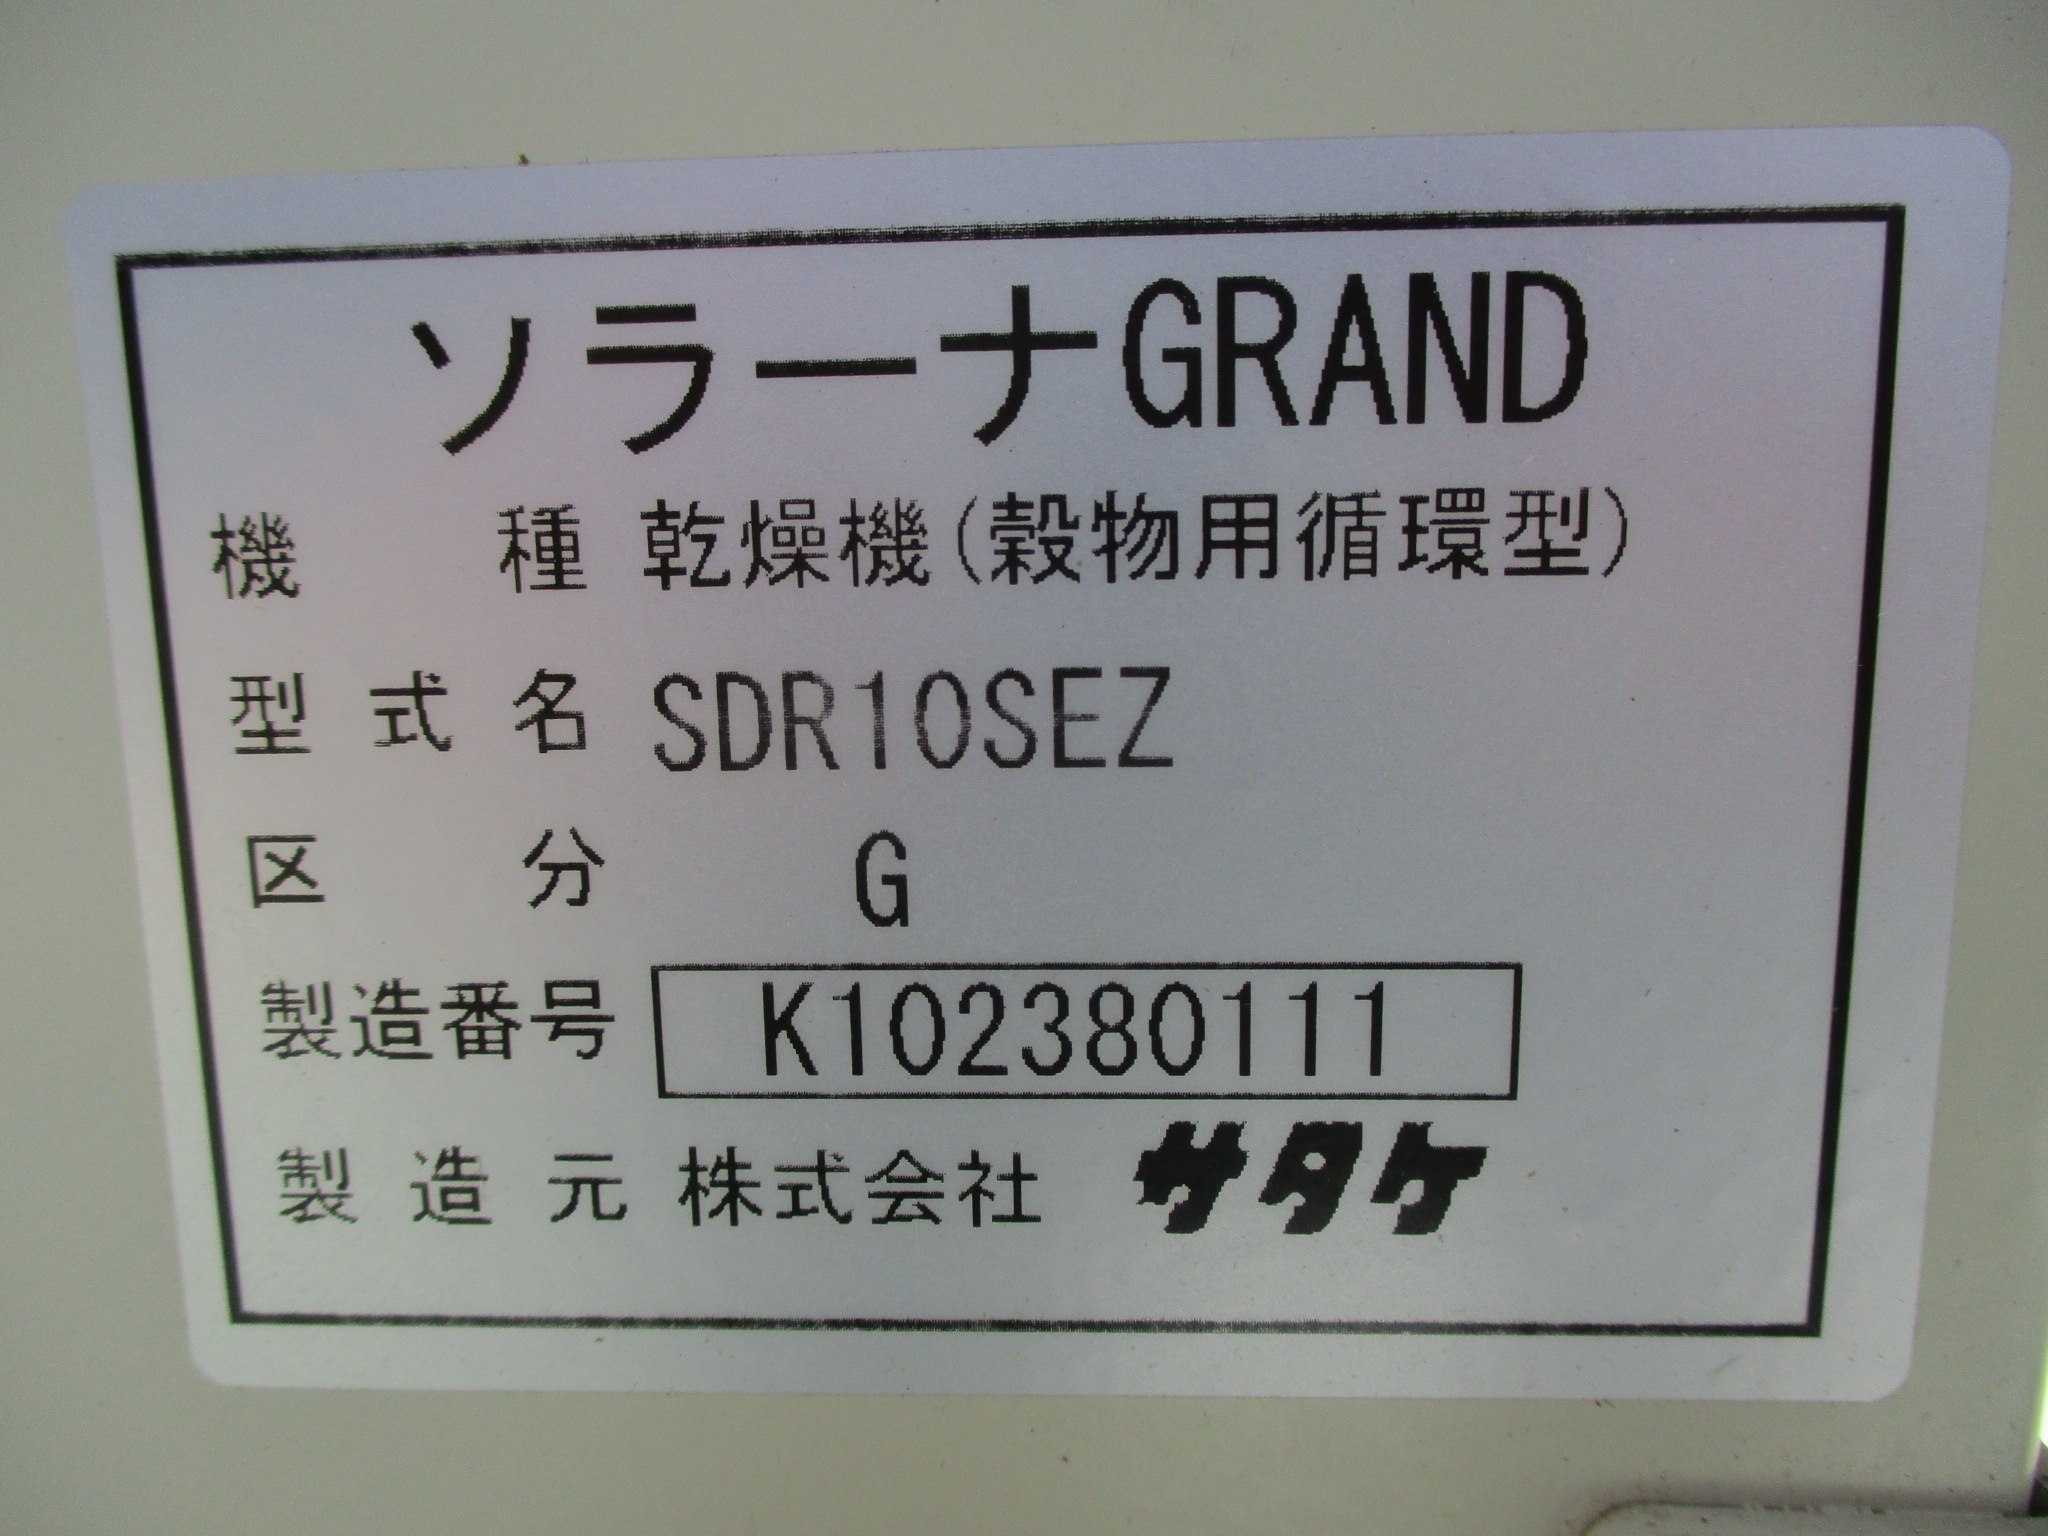 ソラーナGRAND
機種 乾燥機(穀物用循環型)
型式名 SDR10SEZ
区分 G
製造番号 K102380111
製造元 株式会社 サタケ